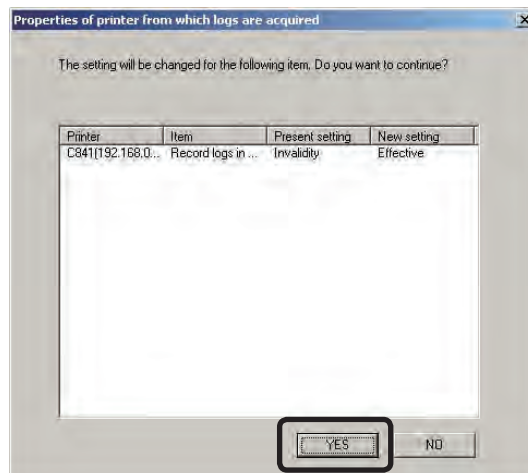 Properties of printer from which logs are acquired
The setting will be changed for the following item. Do you want to continue?
Printer Item Present setting New setting
C841(192.168.0... Record logs in ... Invalidity Effective
YES NO